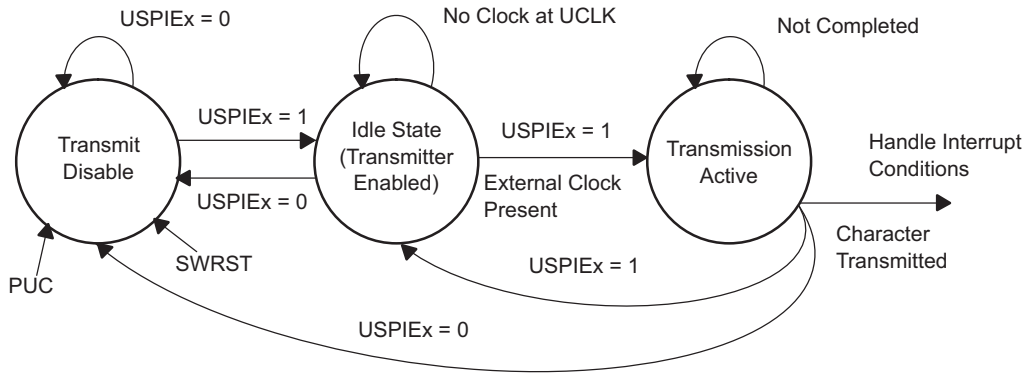 USPIEx = 0
No Clock at UCLK
Not Completed
Transmit
Disable
USPIEx = 1
USPIEx = 0
Idle State
(Transmitter
Enabled)
USPIEx = 1
External Clock
Present
Transmission
Active
Handle Interrupt
Conditions
Character
Transmitted
PUC
SWRST
USPIEx = 1
USPIEx = 0